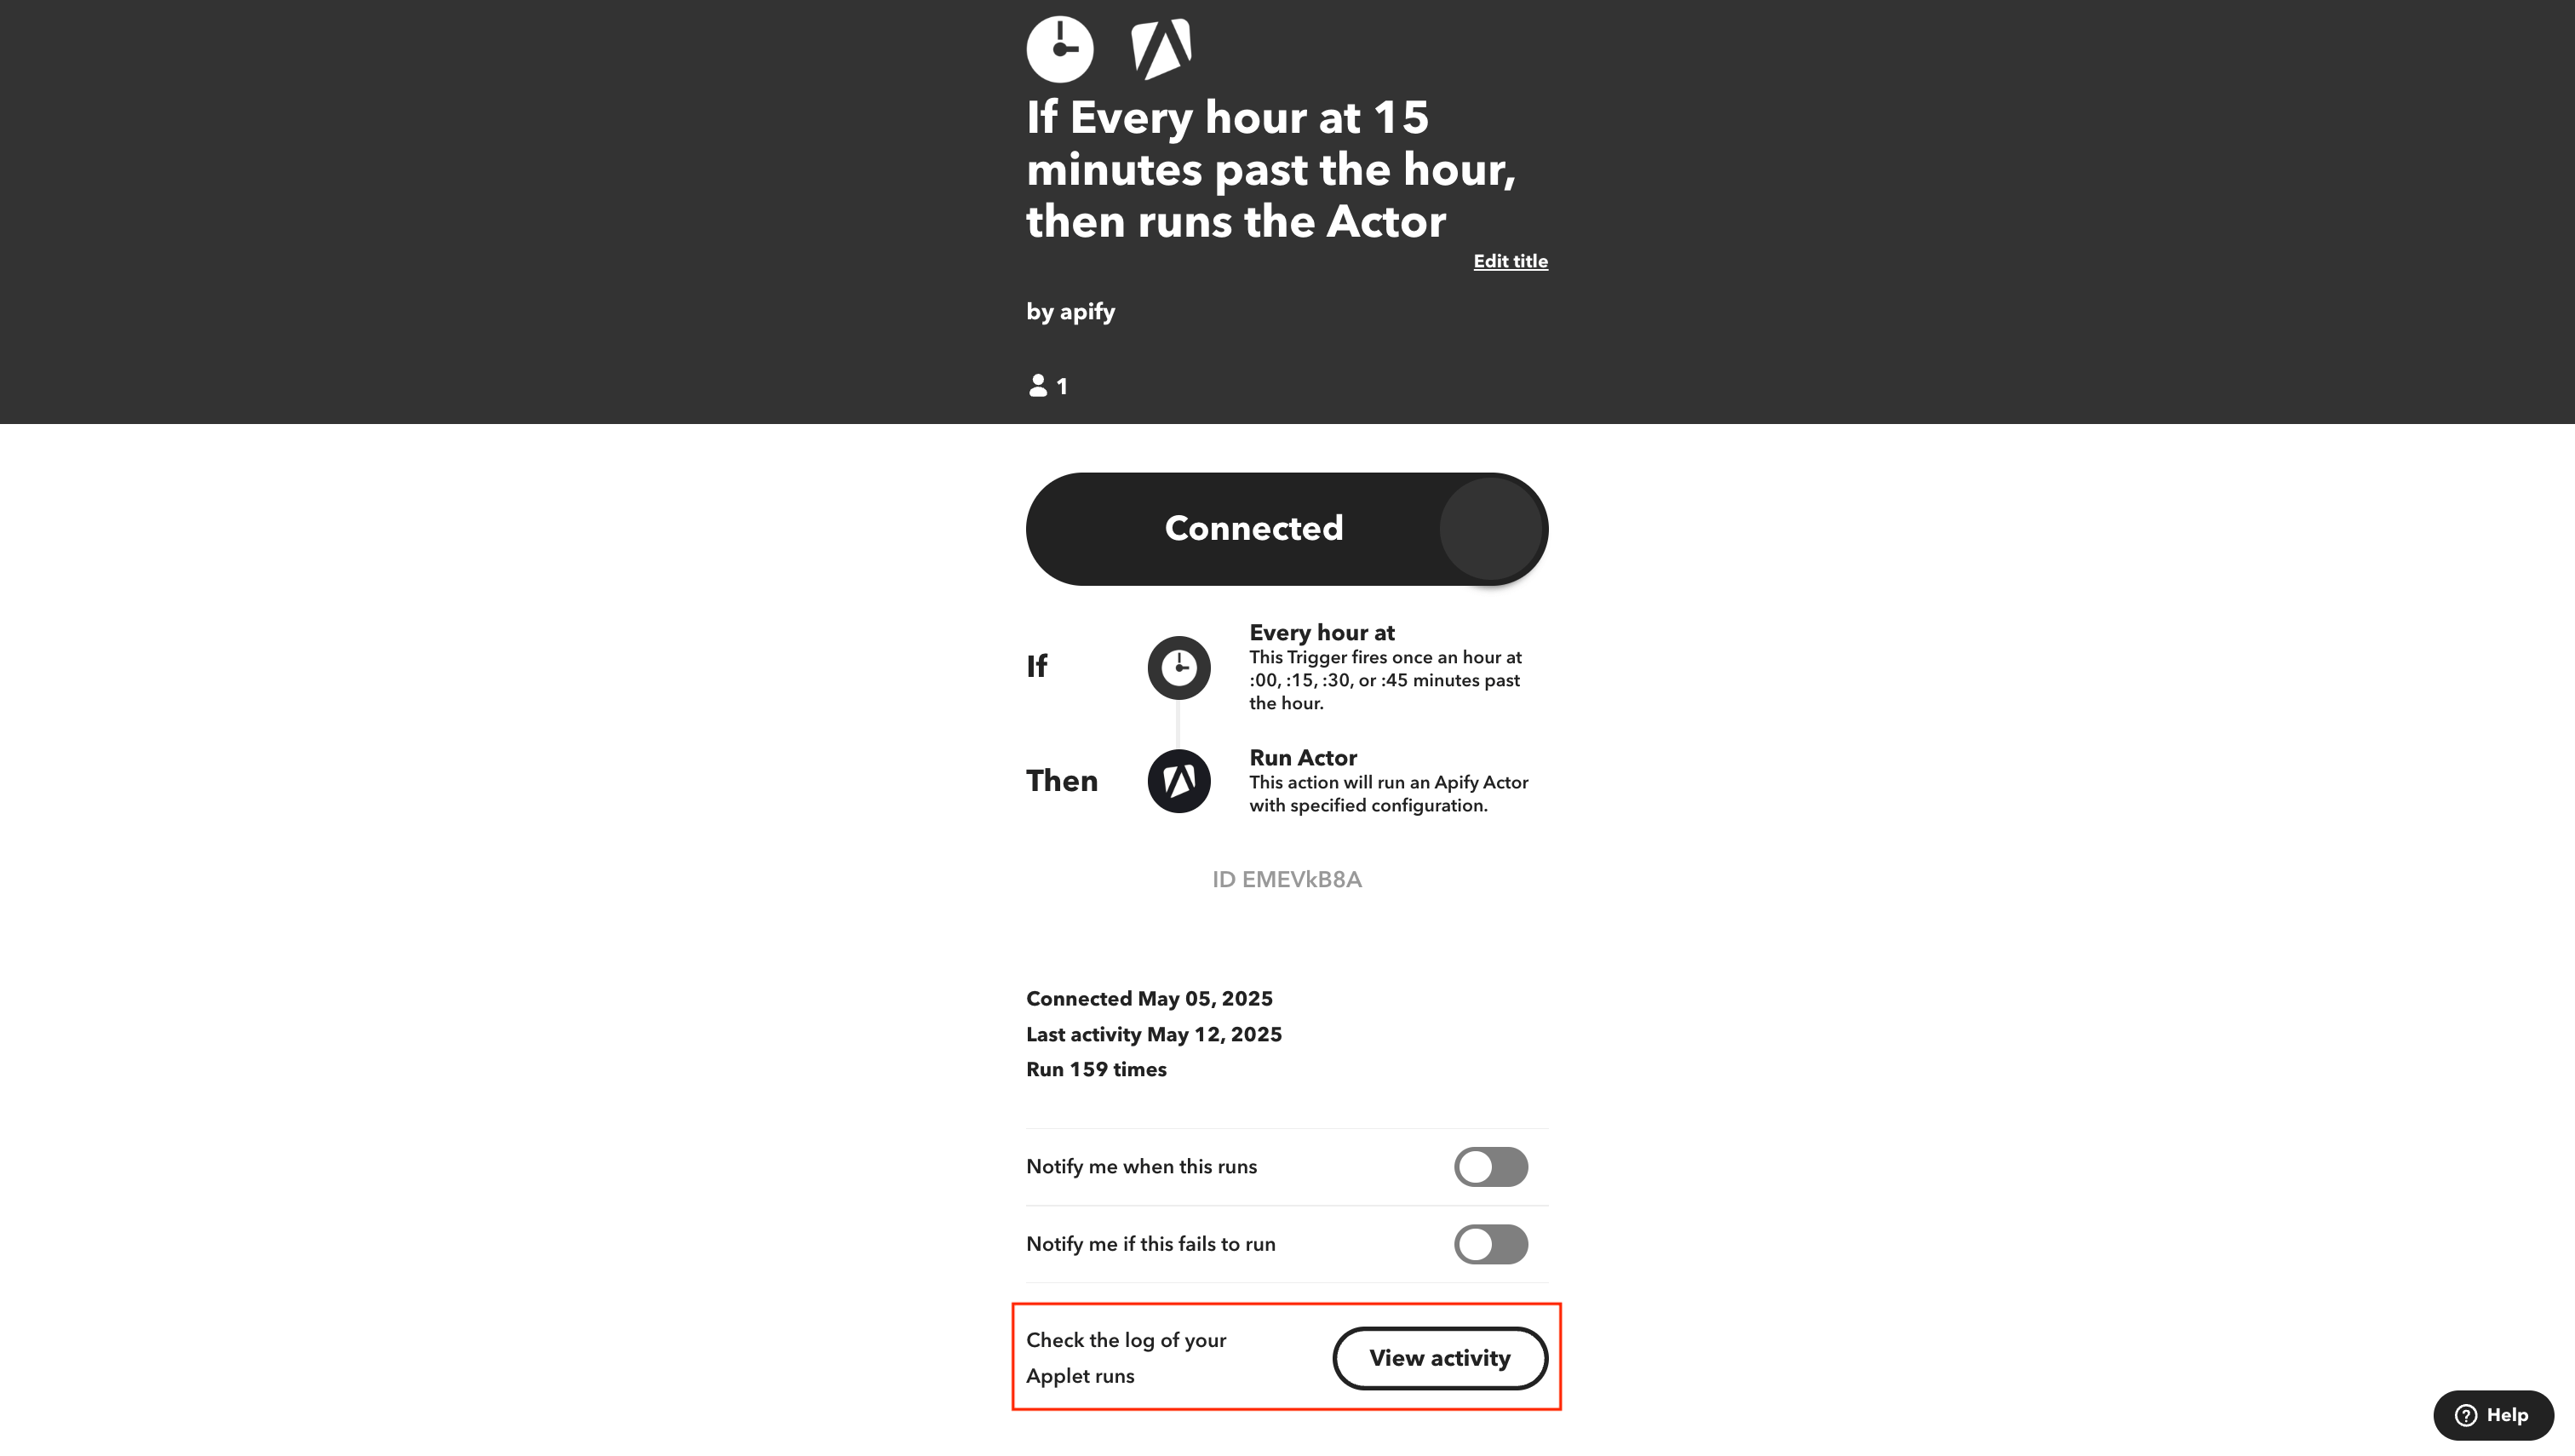 If Every hour at 15
minutes past the hour,
then runs the Actor
Edit title
by apify
1
Connected
If
Every hour at
This Trigger fires once an hour at
:00, :15, :30, or :45 minutes past
the hour.
Then
Run Actor
This action will run an Apify Actor
with specified configuration.
ID EMEVkB8A
Connected May 05, 2025
Last activity May 12, 2025
Run 159 times
Notify me when this runs
Notify me if this fails to run
Check the log of your
Applet runs
View activity
Help